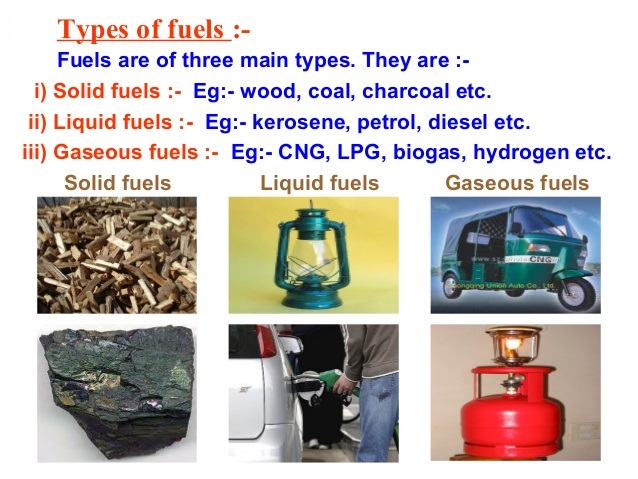 Types of fuels :-
Fuels are of three main types. They are :-
i) Solid fuels :- Eg:- wood, coal, charcoal etc.
ii) Liquid fuels :- Eg:- kerosene, petrol, diesel etc.
iii) Gaseous fuels :- Eg:- CNG, LPG, biogas, hydrogen etc.
Solid fuels Liquid fuels Gaseous fuels
CNG
Union Auto Co., Ltd.